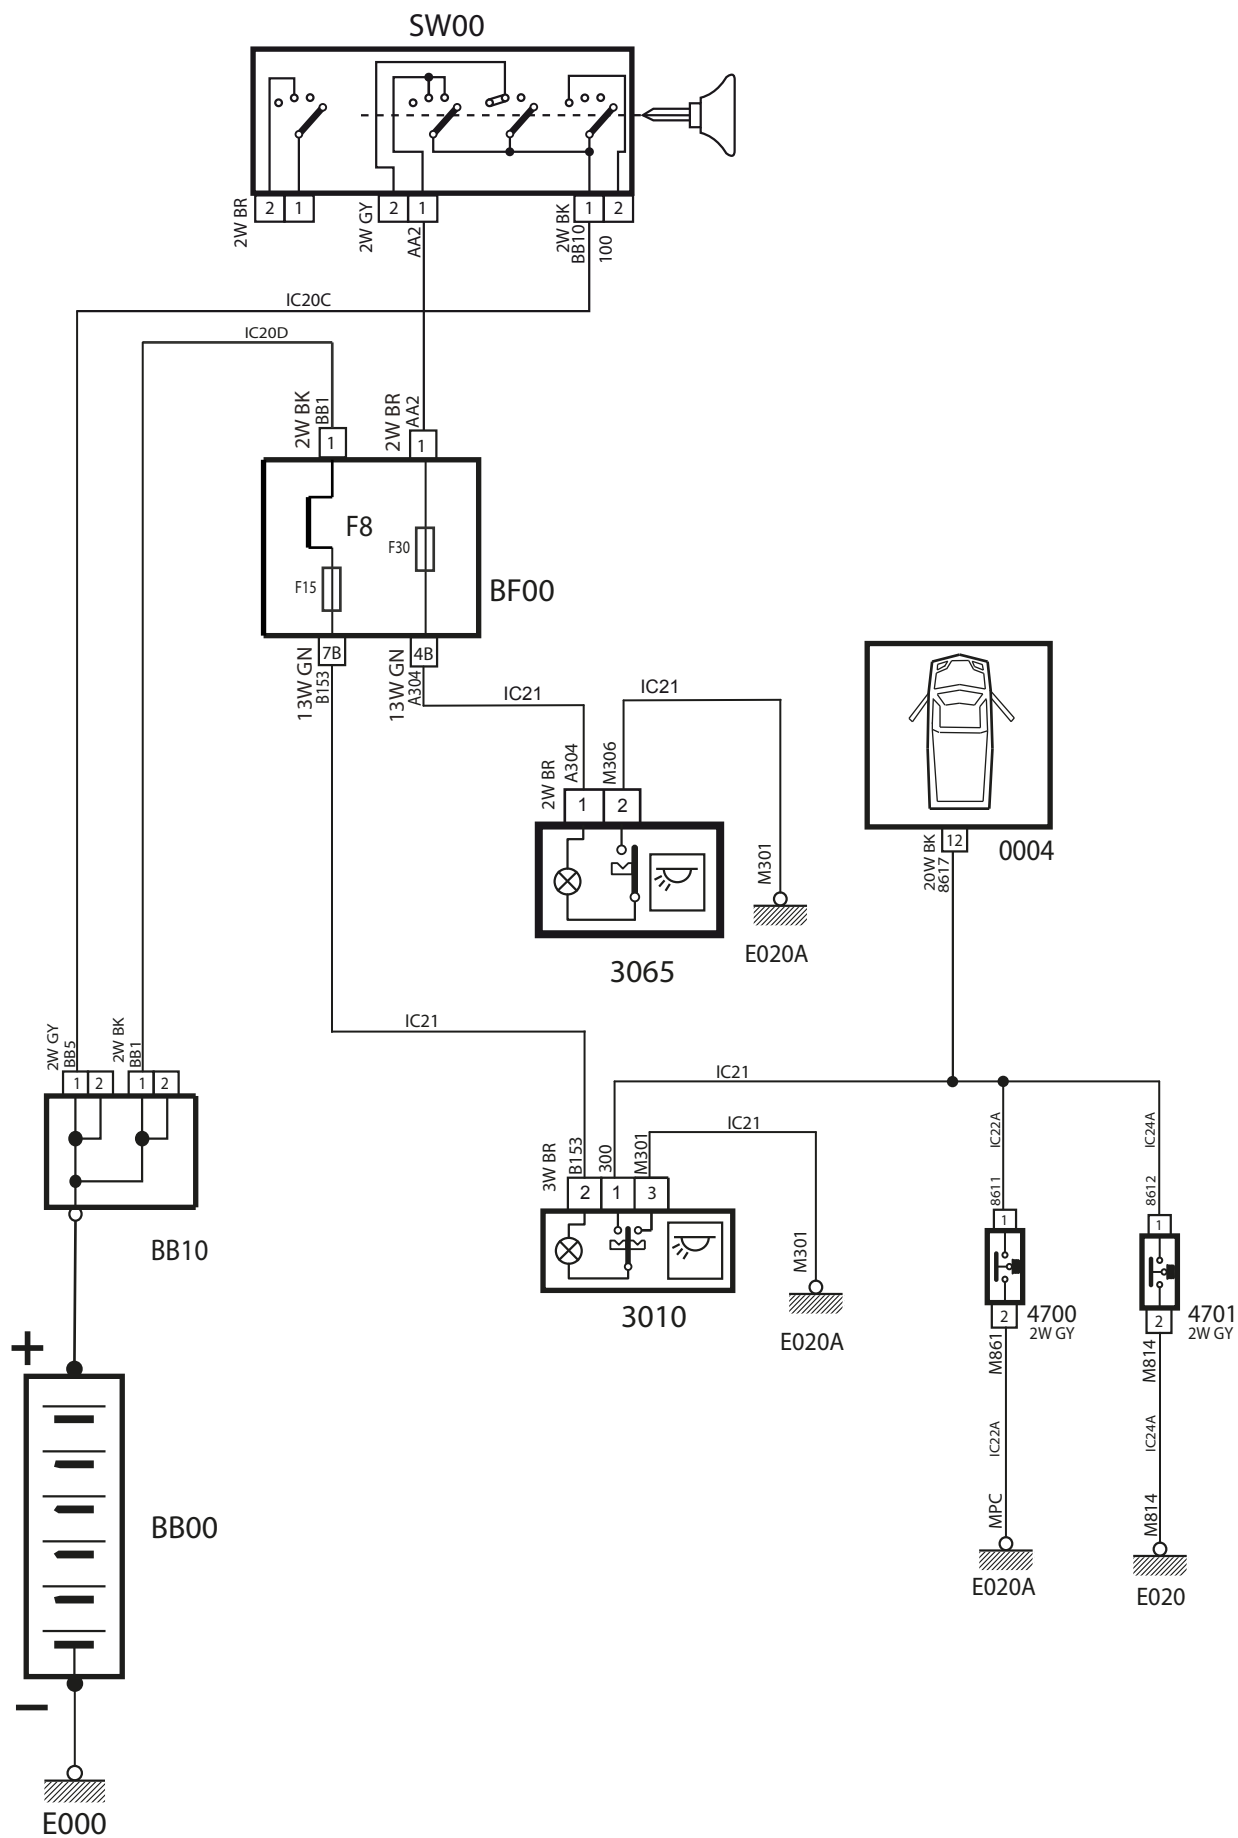 SW00
2 1
2 1
1 2
2W BR
2W GY
AA2
2W BK
BB10
100
IC20C
IC20D
2W BK
BB1
2W BR
AA2
1
1
F8
F30
F15
BF00
7B
4B
13W GN
B153
13W GN
A304
IC21
IC21
2W BR
A304
M306
1 2
M301
3065
E020A
12
0004
20W BK
8617
IC21
2W GY
BB5
2W BK
BB1
1 2
1 2
BB10
IC21
IC21
3W BR
B153
300
M301
2 1 3
M301
3010
E020A
IC22A
8611
1
2
4700
2W GY
M861
IC22A
MPC
E020A
IC24A
8612
1
2
4701
2W GY
M814
IC24A
M814
E020
+
BB00
–
E000